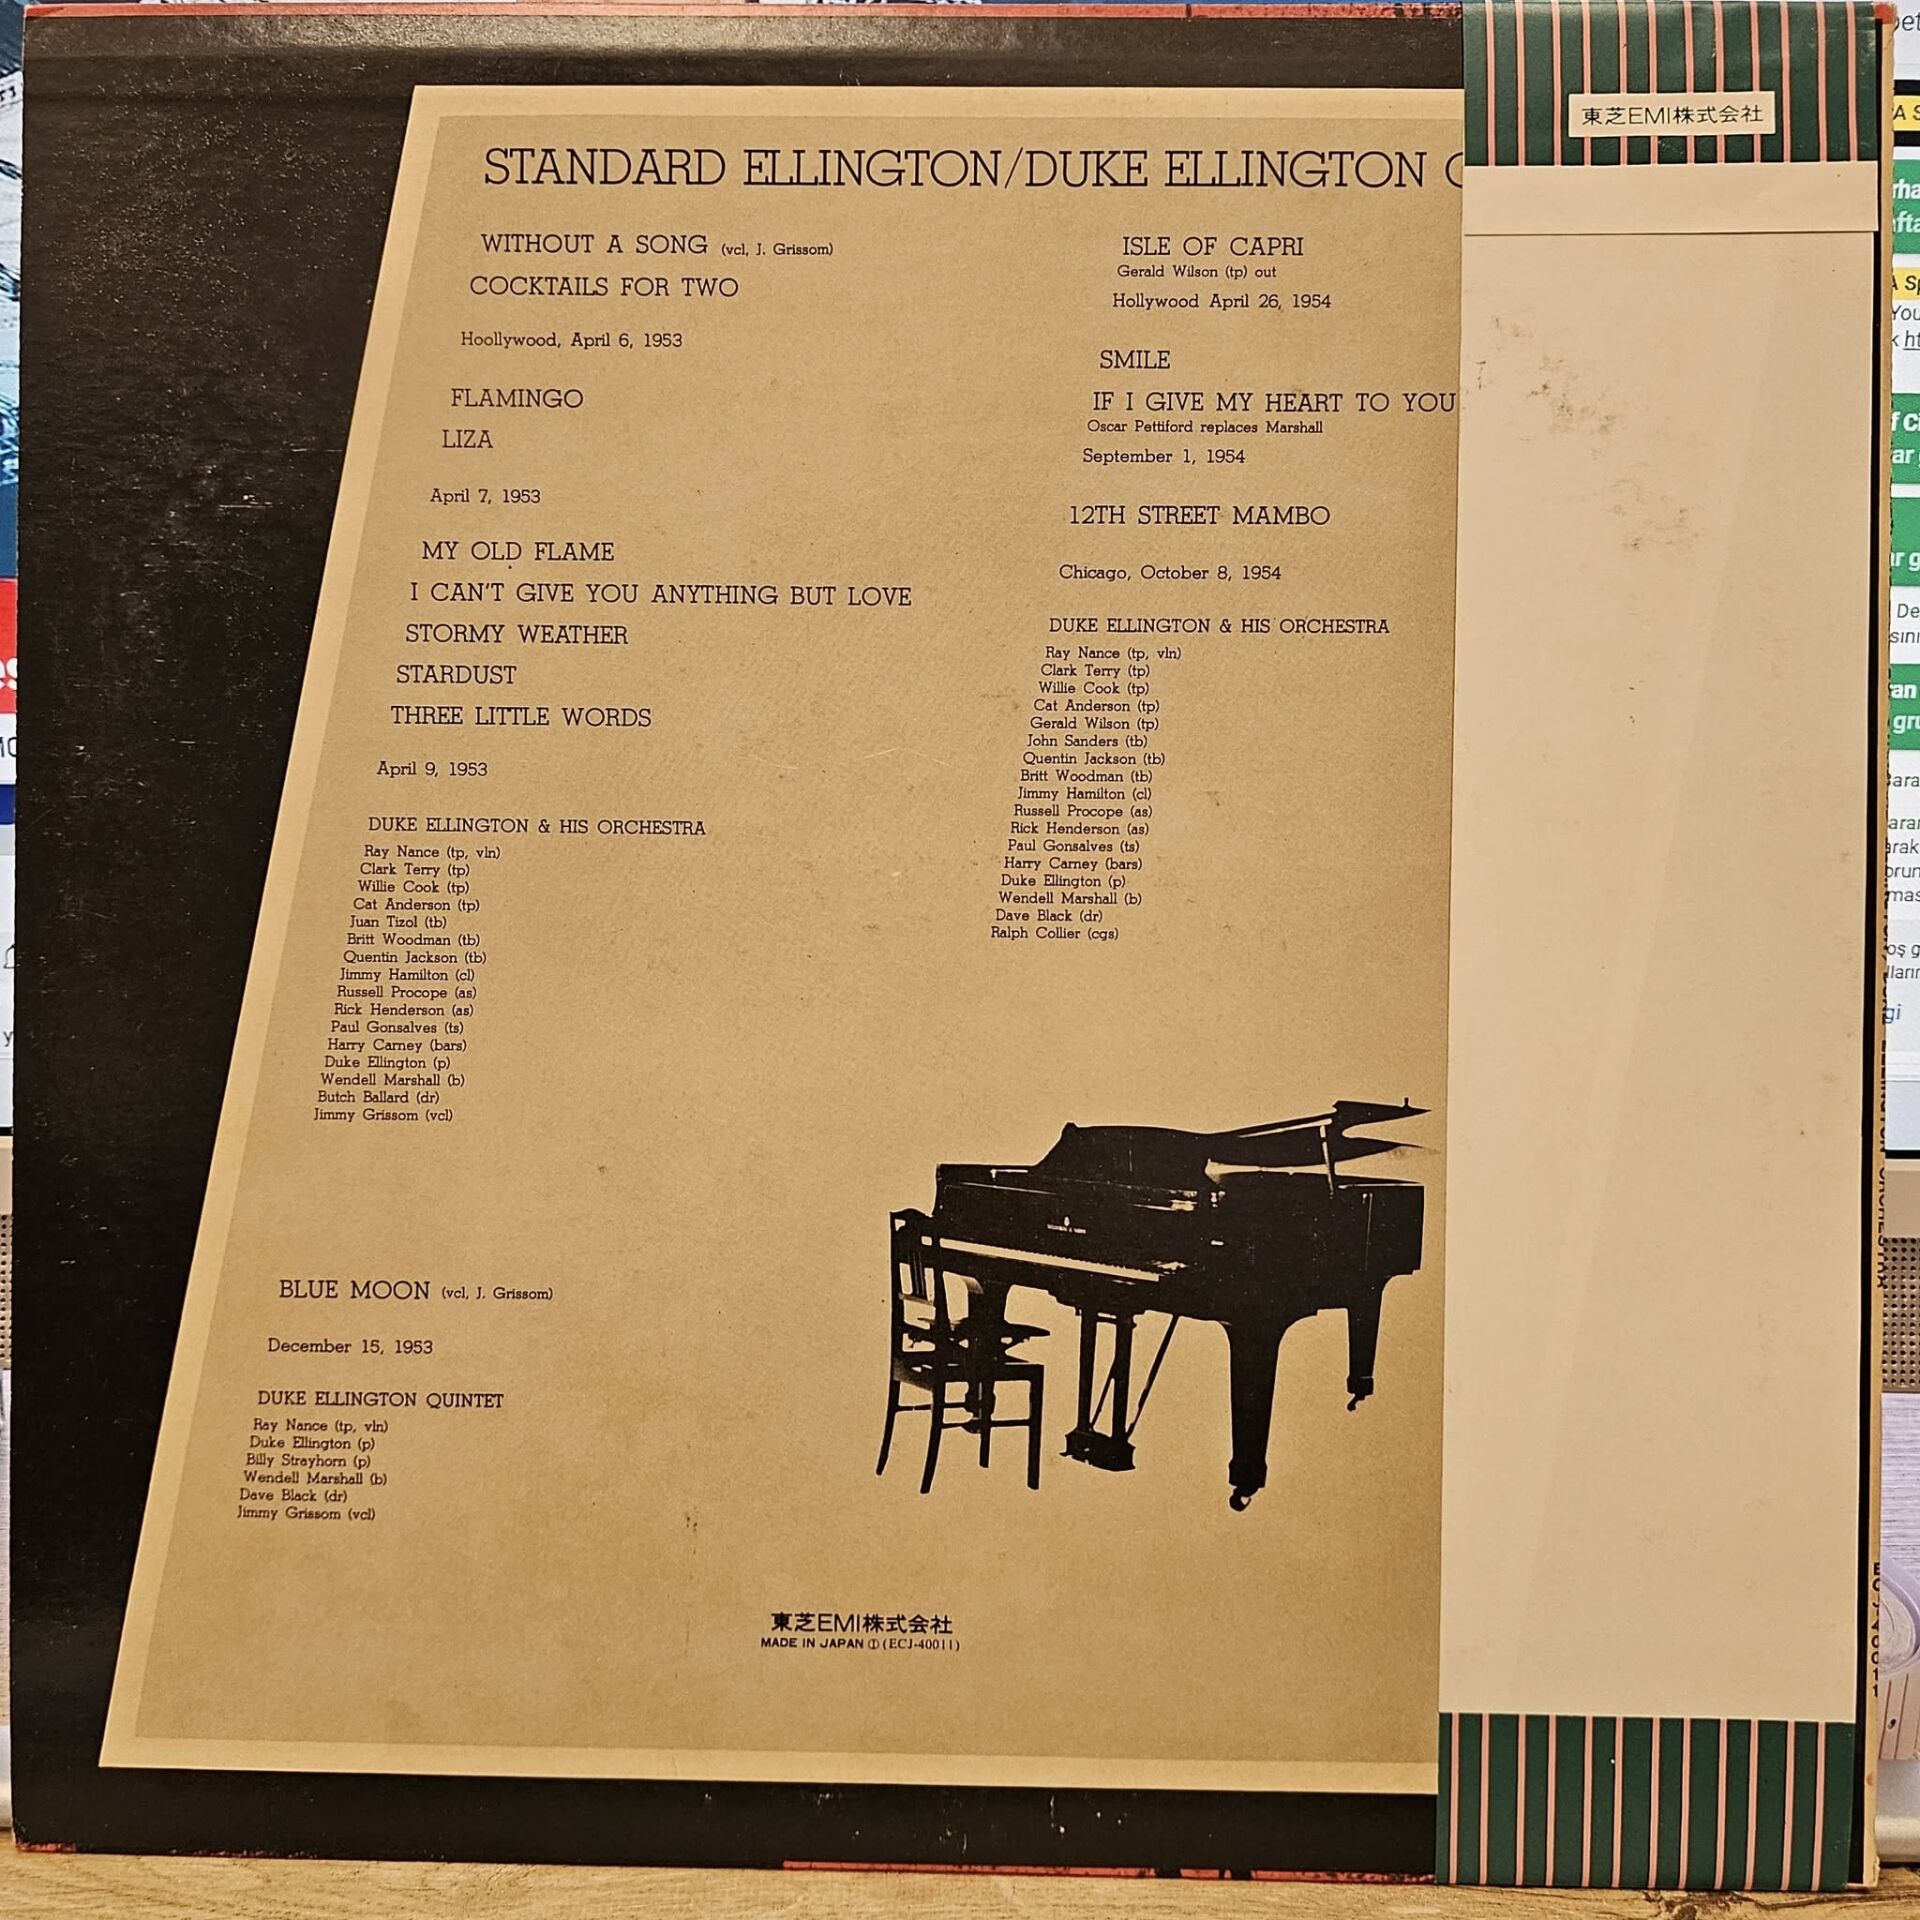 東芝EMI株式会社
STANDARD ELLINGTON/DUKE ELLINGTON
WITHOUT A SONG (vcl, J. Grissom)
COCKTAILS FOR TWO
Hoollywood, April 6, 1953
FLAMINGO
LIZA
April 7, 1953
MY OLD FLAME
I CAN'T GIVE YOU ANYTHING BUT LOVE
STORMY WEATHER
STARDUST
THREE LITTLE WORDS
April 9, 1953
DUKE ELLINGTON & HIS ORCHESTRA
Ray Nance (tp, vln)
Clark Terry (tp)
Willie Cook (tp)
Cat Anderson (tp)
Juan Tizol (tb)
Britt Woodman (tb)
Quentin Jackson (tb)
Jimmy Hamilton (cl)
Russell Procope (as)
Rick Henderson (as)
Paul Gonsalves (ts)
Harry Carney (bars)
Duke Ellington (p)
Wendell Marshall (b)
Butch Ballard (dr)
Jimmy Grissom (vcl)
BLUE MOON (vcl, J. Grissom)
December 15, 1953
DUKE ELLINGTON QUINTET
Ray Nance (tp, vln)
Duke Ellington (p)
Billy Strayhorn (p)
Wendell Marshall (b)
Dave Black (dr)
Jimmy Grissom (vcl)
ISLE OF CAPRI
Gerald Wilson (tp) out
Hollywood April 26, 1954
SMILE
IF I GIVE MY HEART TO YOU
Oscar Pettiford replaces Marshall
September 1, 1954
12TH STREET MAMBO
Chicago, October 8, 1954
DUKE ELLINGTON & HIS ORCHESTRA
Ray Nance (tp, vln)
Clark Terry (tp)
Willie Cook (tp)
Cat Anderson (tp)
Gerald Wilson (tp)
John Sanders (tb)
Quentin Jackson (tb)
Britt Woodman (tb)
Jimmy Hamilton (cl)
Russell Procope (as)
Rick Henderson (as)
Paul Gonsalves (ts)
Harry Carney (bars)
Duke Ellington (p)
Wendell Marshall (b)
Dave Black (dr)
Ralph Collier (cgs)
東芝EMI株式会社
MADE IN JAPAN Ⓘ (ECJ-40011)